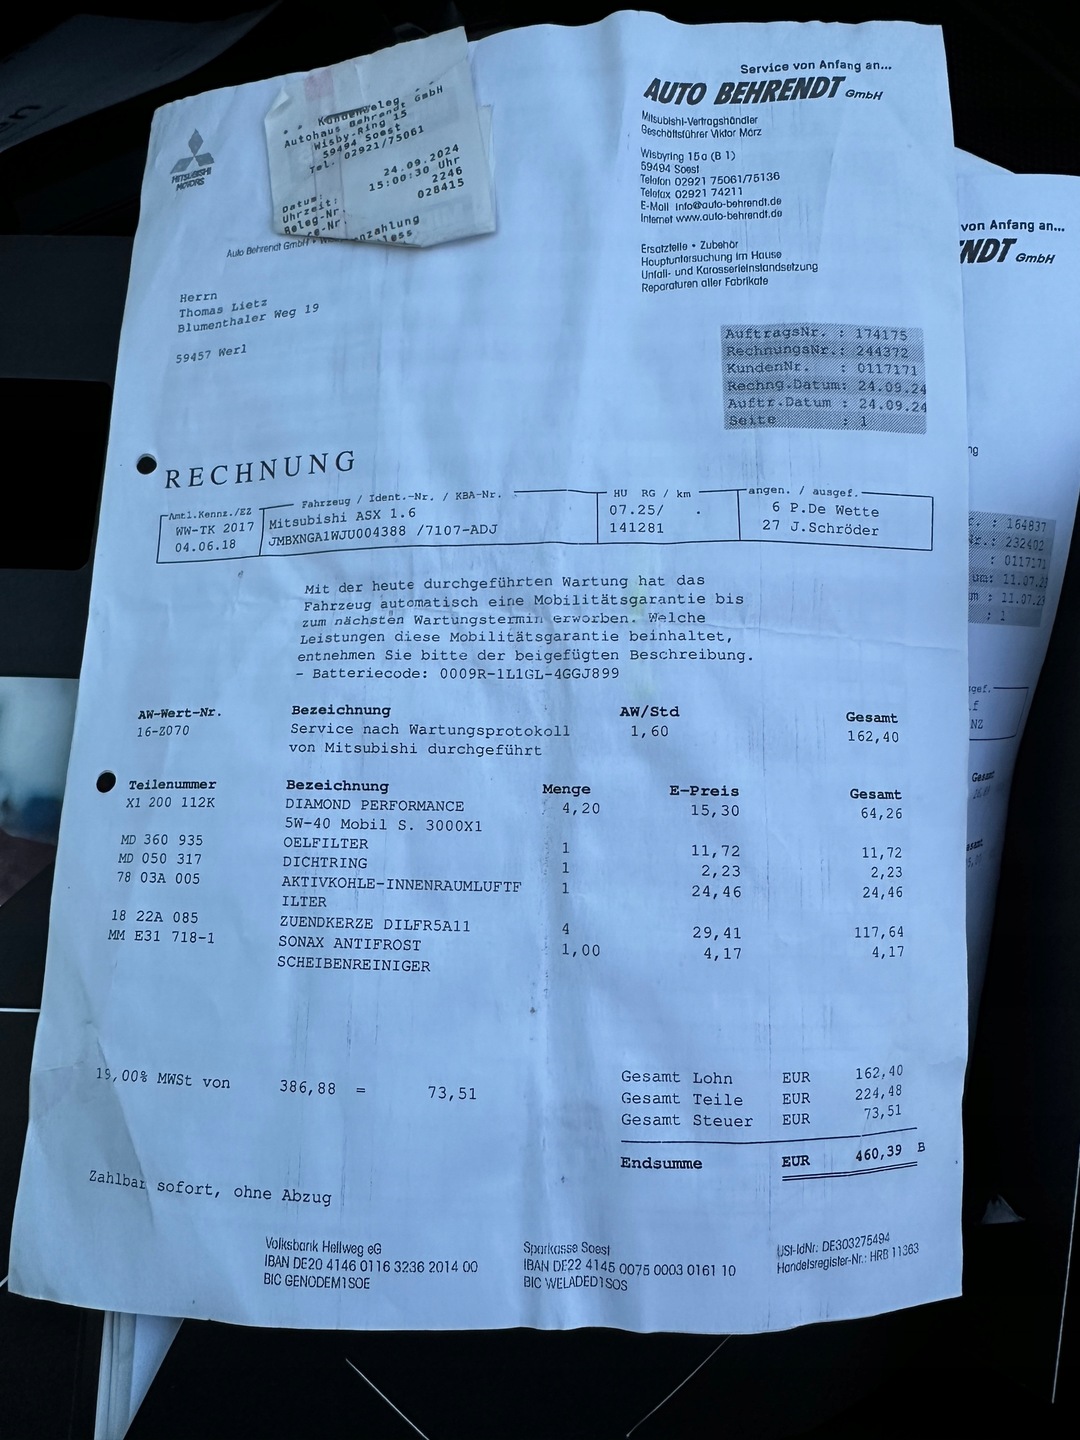 Service von Anfang an...
AUTO BEHRENDT GmbH
Mitsubishi-Vertragshändler
Geschäftsführer Viktor März
Wisbyring 15a (B 1)
59494 Soest
Telefon 02921 75061/75136
Telefax 02921 74211
E-Mail info@auto-behrendt.de
Internet www.auto-behrendt.de
Ersatzteile • Zubehör
Hauptuntersuchung im Hause
Unfall- und Karosserieinstandsetzung
Reparaturen aller Fabrikate
MITSUBISHI
MOTORS
* * Kundenbeleg * *
Autohaus Behrendt GmbH
Wisby-Ring 15
59494 Soest
Tel. 02921/75061
Datum: 24.09.2024
Uhrzeit: 15:00:30 Uhr
Beleg-Nr. 2246
028415
Auto Behrendt GmbH •
Herrn
Thomas Lietz
Blumenthaler Weg 19
59457 Werl
AuftragsNr. : 174175
RechnungsNr.: 244372
KundenNr. : 0117171
Rechng.Datum: 24.09.24
Auftr.Datum : 24.09.24
Seite : 1
RECHNUNG
Amtl.Kennz./EZ Fahrzeug / Ident.-Nr. / KBA-Nr. HU RG / km angen. / ausgef.
WW-TK 2017 Mitsubishi ASX 1.6 07.25/ . 6 P.De Wette
04.06.18 JMBXNGA1WJU004388 /7107-ADJ 141281 27 J.Schröder
Mit der heute durchgeführten Wartung hat das
Fahrzeug automatisch eine Mobilitätsgarantie bis
zum nächsten Wartungstermin erworben. Welche
Leistungen diese Mobilitätsgarantie beinhaltet,
entnehmen Sie bitte der beigefügten Beschreibung.
- Batteriecode: 0009R-1L1GL-4GGJ899
AW-Wert-Nr. Bezeichnung AW/Std Gesamt
16-Z070 Service nach Wartungsprotokoll 1,60 162,40
von Mitsubishi durchgeführt
Teilenummer Bezeichnung Menge E-Preis Gesamt
X1 200 112K DIAMOND PERFORMANCE 4,20 15,30 64,26
5W-40 Mobil S. 3000X1
MD 360 935 OELFILTER 1 11,72 11,72
MD 050 317 DICHTRING 1 2,23 2,23
78 03A 005 AKTIVKOHLE-INNENRAUMLUFTF 1 24,46 24,46
ILTER
18 22A 085 ZUENDKERZE DILFR5A11 4 29,41 117,64
MM E31 718-1 SONAX ANTIFROST 1,00 4,17 4,17
SCHEIBENREINIGER
19,00% MWSt von 386,88 = 73,51
Gesamt Lohn EUR 162,40
Gesamt Teile EUR 224,48
Gesamt Steuer EUR 73,51
Endsumme EUR 460,39 B
Zahlbar sofort, ohne Abzug
Volksbank Hellweg eG
IBAN DE20 4146 0116 3236 2014 00
BIC GENODEM1SOE
Sparkasse Soest
IBAN DE22 4145 0075 0003 0161 10
BIC WELADED1SOS
USt-IdNr.: DE303275494
Handelsregister-Nr.: HRB 11363
von Anfang an...
NDT GmbH
: 164837
: 232402
: 0117171
: 11.07.23
: 11.07.23
: 1